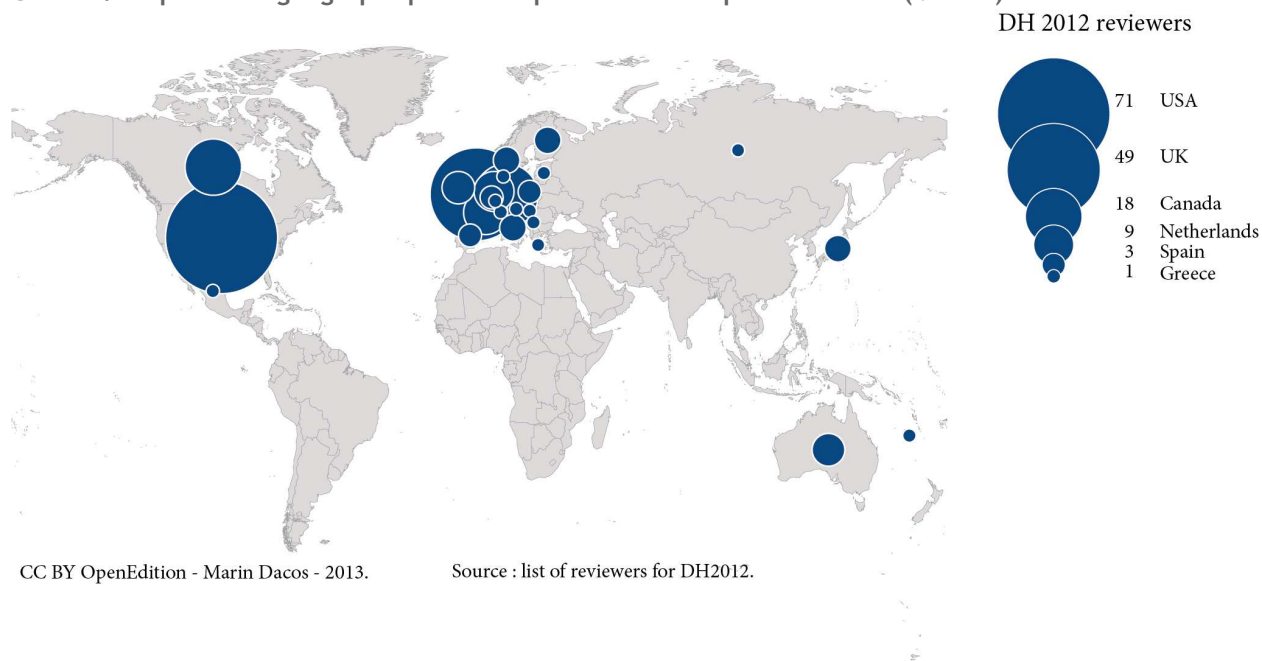 DH 2012 reviewers
71 USA
49 UK
18 Canada
9 Netherlands
3 Spain
1 Greece
CC BY OpenEdition - Marin Dacos - 2013.
Source : list of reviewers for DH2012.